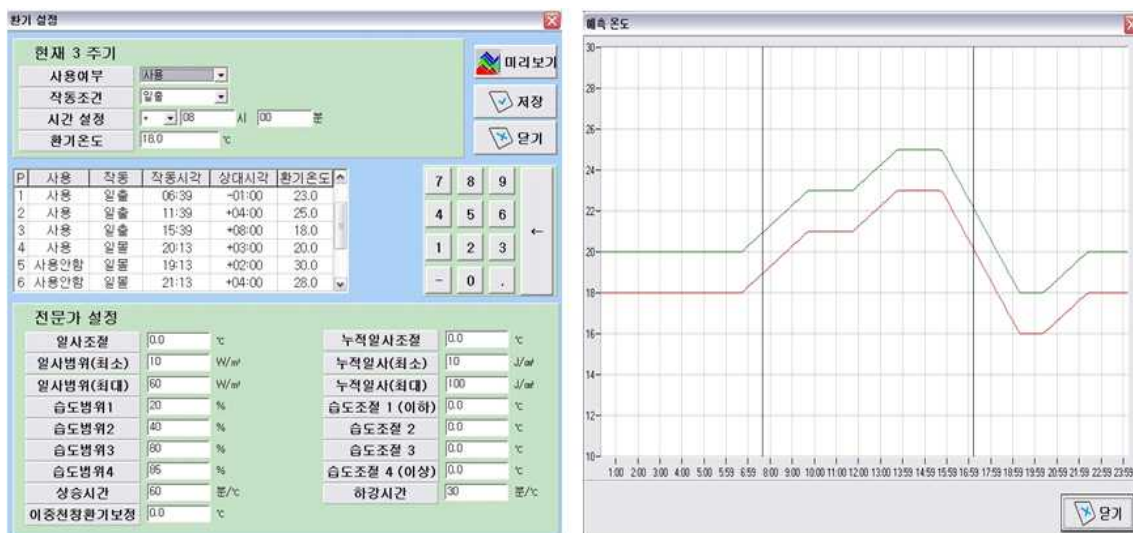 환기 설정
현재 3 주기
사용여부 사용
작동조건 일출
시간 설정 + 08 시 00 분
환기온도 18.0 ℃
미리보기
저장
닫기
P 사용 작동 작동시각 상대시각 환기온도
1 사용 일출 06:39 -01:00 23.0
2 사용 일출 11:39 +04:00 25.0
3 사용 일출 15:39 +08:00 18.0
4 사용 일몰 20:13 +03:00 20.0
5 사용안함 일몰 19:13 +02:00 30.0
6 사용안함 일몰 21:13 +04:00 28.0
7 8 9
4 5 6 ←
1 2 3
- 0 .
전문가 설정
일사조절 0.0 ℃
일사범위(최소) 10 W/㎡
일사범위(최대) 60 W/㎡
습도범위1 20 %
습도범위2 40 %
습도범위3 %
습도범위4 %
상승시간 60 분/℃
이중천창환기보정 0.0 ℃
누적일사조절 0.0 ℃
누적일사(최소) 10
누적일사(최대) 100
습도조절 1 (이하) 0.0 ℃
습도조절 2 0.0 ℃
습도조절 3 0.0 ℃
습도조절 4 (이상) 0.0 ℃
하강시간 30 분/℃
예측 온도
30
28
26
24
22
20
18
16
14
12
10
1:00 2:00 3:00 4:00 5:00 5:59 7:00 8:00 9:00 10:00 11:00 12:00 13:00 13:59 14:59 15:59 16:59 17:59 18:59 19:59 20:59 21:59 22:59 23:59
닫기